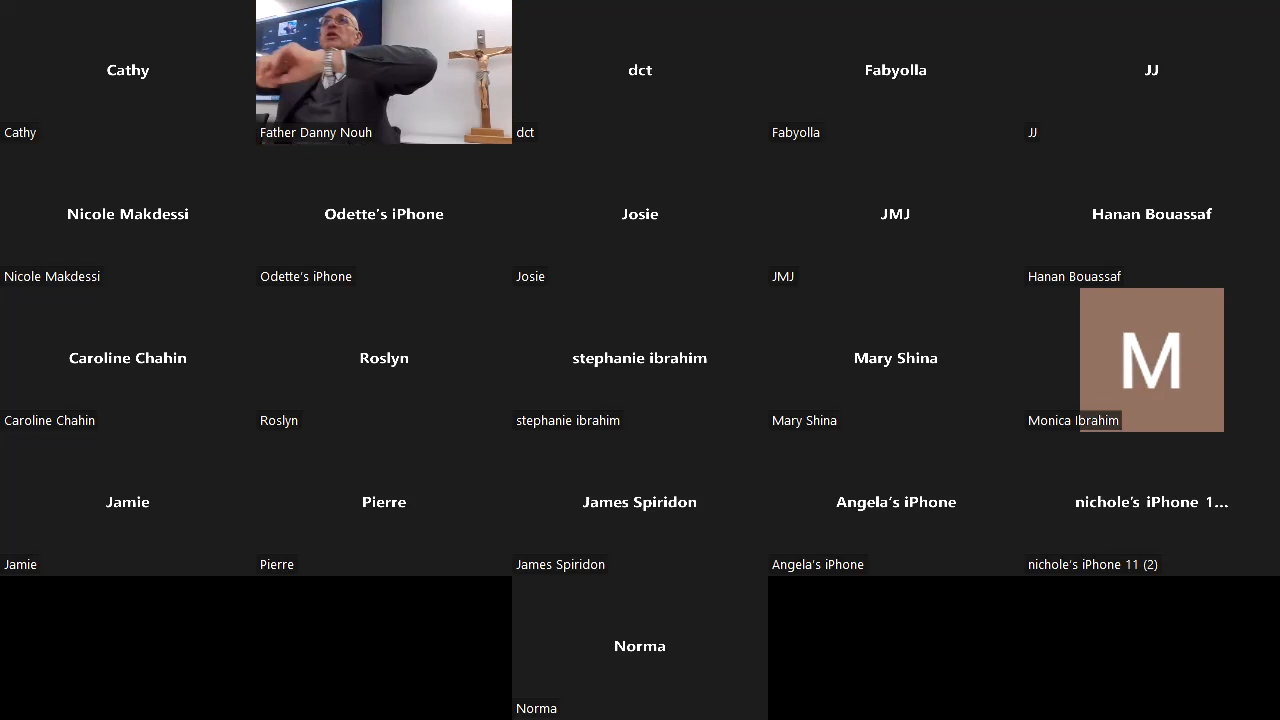 Cathy
Cathy
Father Danny Nouh
dct
dct
Fabyolla
Fabyolla
JJ
JJ
Nicole Makdessi
Nicole Makdessi
Odette's iPhone
Odette's iPhone
Josie
Josie
JMJ
JMJ
Hanan Bouassaf
Hanan Bouassaf
Caroline Chahin
Caroline Chahin
Roslyn
Roslyn
stephanie ibrahim
stephanie ibrahim
Mary Shina
Mary Shina
M
Monica Ibrahim
Jamie
Jamie
Pierre
Pierre
James Spiridon
James Spiridon
Angela's iPhone
Angela's iPhone
nichole's iPhone 1...
nichole's iPhone 11 (2)
Norma
Norma